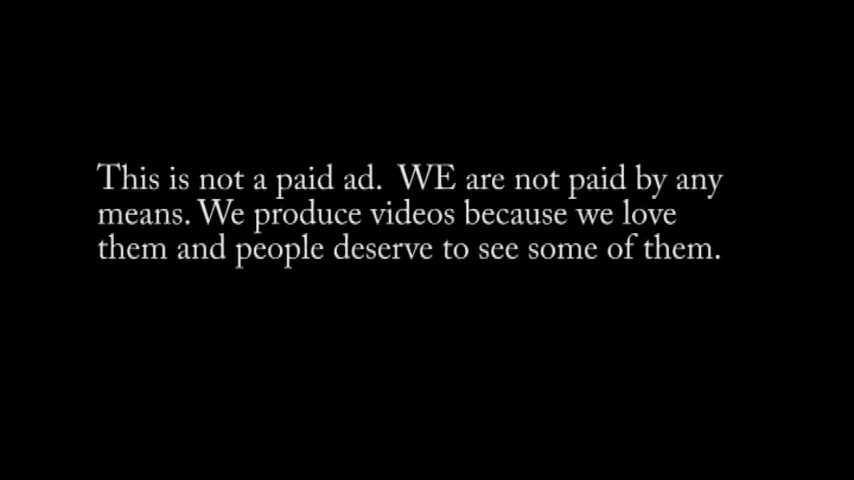 This is not a paid ad.  WE are not paid by any
means. We produce videos because we love
them and people deserve to see some of them.